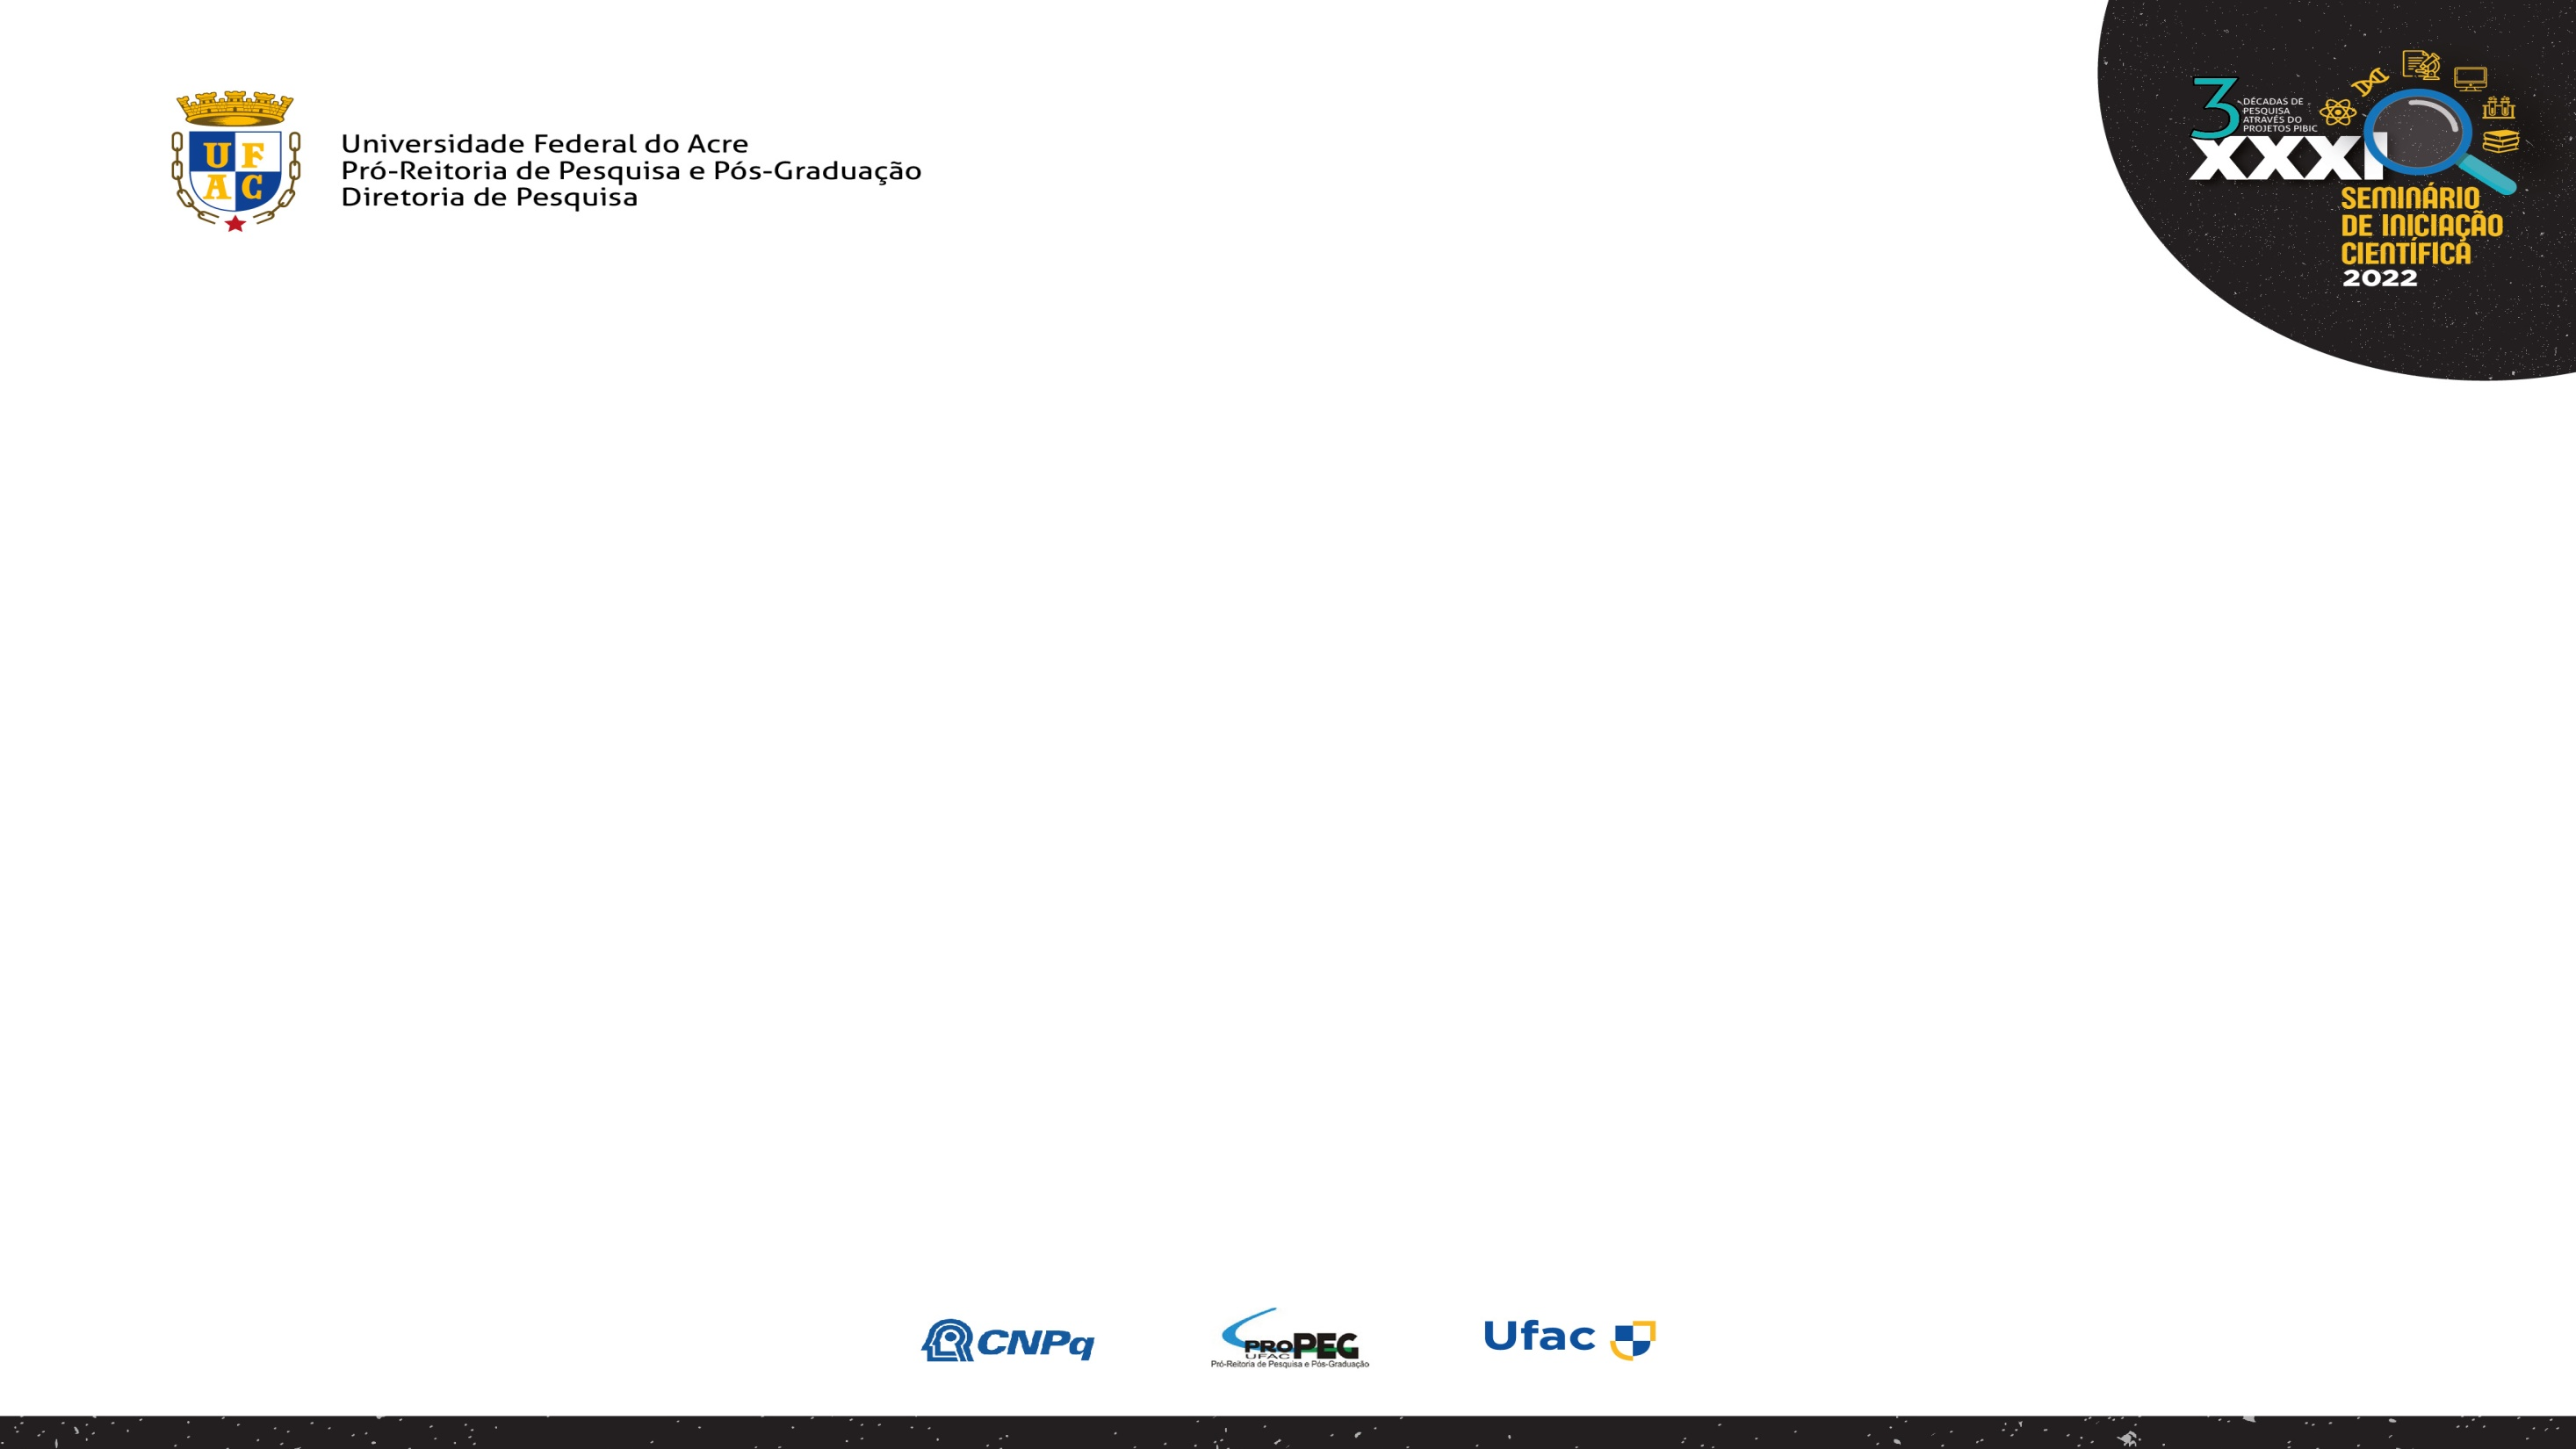 U F
A C
Universidade Federal do Acre
Pró-Reitoria de Pesquisa e Pós-Graduação
Diretoria de Pesquisa
3 DÉCADAS DE
PESQUISA
ATRAVÉS DO
PROJETOS PIBIC
XXXI
SEMINÁRIO
DE INICIAÇÃO
CIENTÍFICA
2022
CNPq
PROPEG
UFAC
Pró-Reitoria de Pesquisa e Pós-Graduação
Ufac